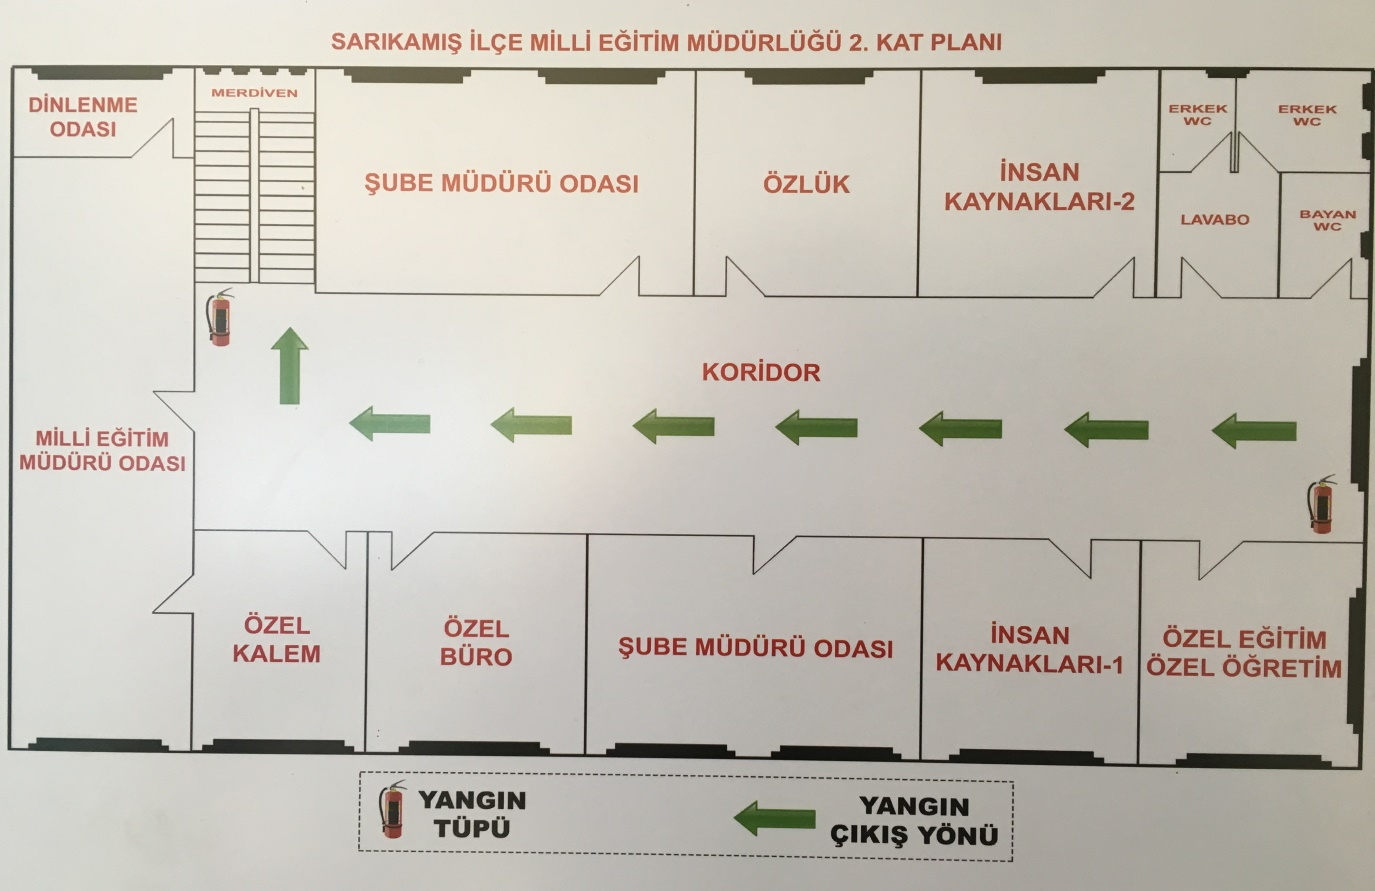 SARIKAMIŞ İLÇE MİLLİ EĞİTİM MÜDÜRLÜĞÜ 2. KAT PLANI
DİNLENME
ODASI
MERDİVEN
ŞUBE MÜDÜRÜ ODASI
ÖZLÜK
İNSAN
KAYNAKLARI-2
ERKEK
WC
ERKEK
WC
LAVABO
BAYAN
WC
KORİDOR
MİLLİ EĞİTİM
MÜDÜRÜ ODASI
ÖZEL
KALEM
ÖZEL
BÜRO
ŞUBE MÜDÜRÜ ODASI
İNSAN
KAYNAKLARI-1
ÖZEL EĞİTİM
ÖZEL ÖĞRETİM
YANGIN
TÜPÜ
YANGIN
ÇIKIŞ YÖNÜ